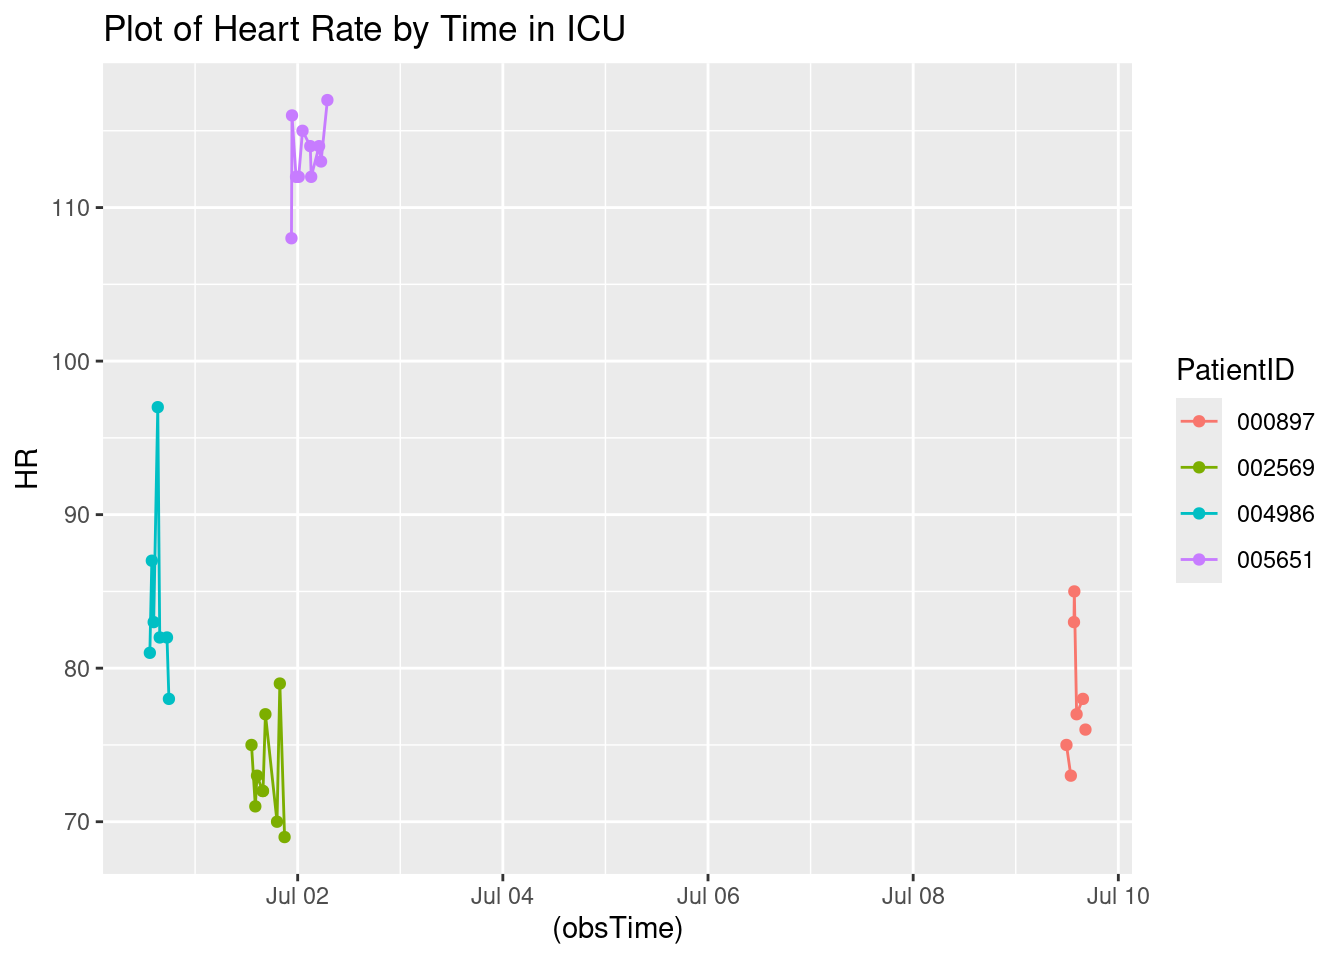 Plot of Heart Rate by Time in ICU
HR
110
100
90
80
70
Jul 02 Jul 04 Jul 06 Jul 08 Jul 10
(obsTime)
PatientID
000897
002569
004986
005651